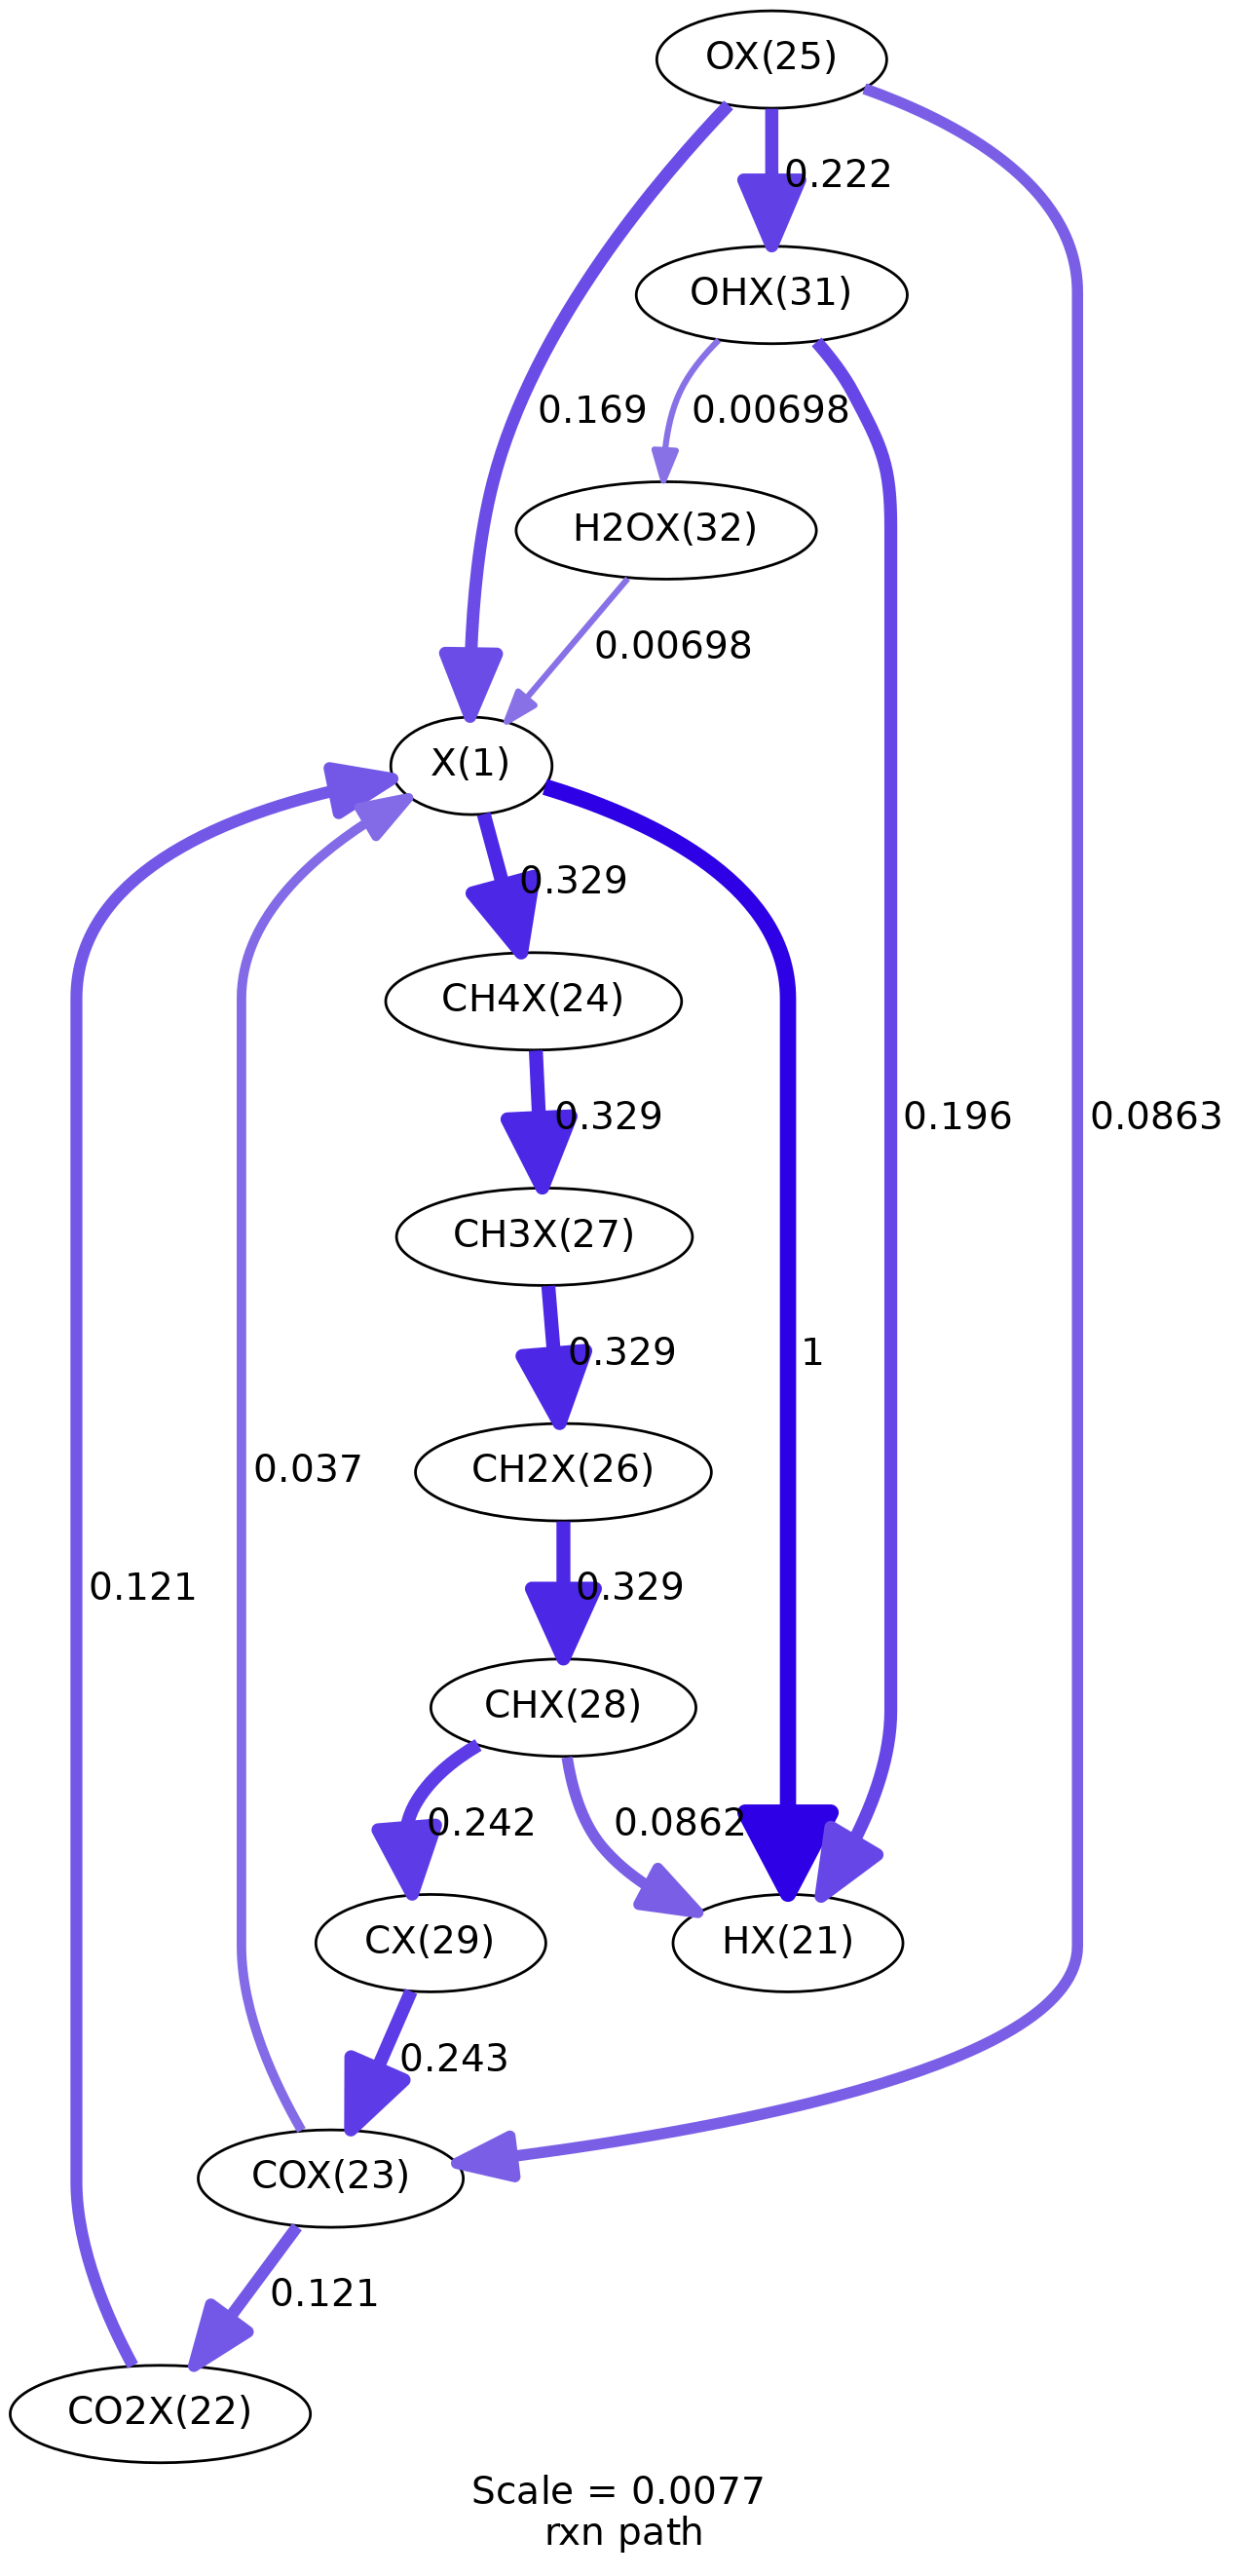 OX(25)
0.222
OHX(31)
0.169
0.00698
H2OX(32)
0.00698
X(1)
0.329
CH4X(24)
0.329
0.196
0.0863
CH3X(27)
0.329
1
CH2X(26)
0.037
0.121
0.329
CHX(28)
0.242
0.0862
CX(29)
HX(21)
0.243
COX(23)
0.121
CO2X(22)
Scale = 0.0077
rxn path